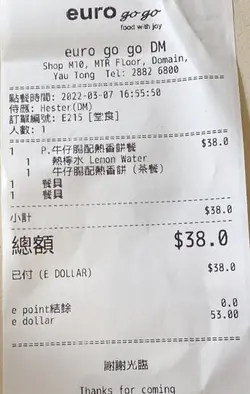 euro go go
food with joy
euro go go DM
Shop M10, MTR Floor, Domain,
Yau Tong Tel: 2882 6800
點餐時間: 2022-03-07 16:55:50
侍應: Hester(DM)
訂單編號: E215 [堂食]
人數: 1
1 P.牛仔腸配熱香餅餐 $38.0
1 熱檸水 Lemon Water
1 牛仔腸配熱香餅 (茶餐)
1 餐具
1 餐具
小計 $38.0
總額 $38.0
已付 (E DOLLAR) $38.0
e point結餘 0.0
e dollar 53.00
謝謝光臨
Thanks for coming